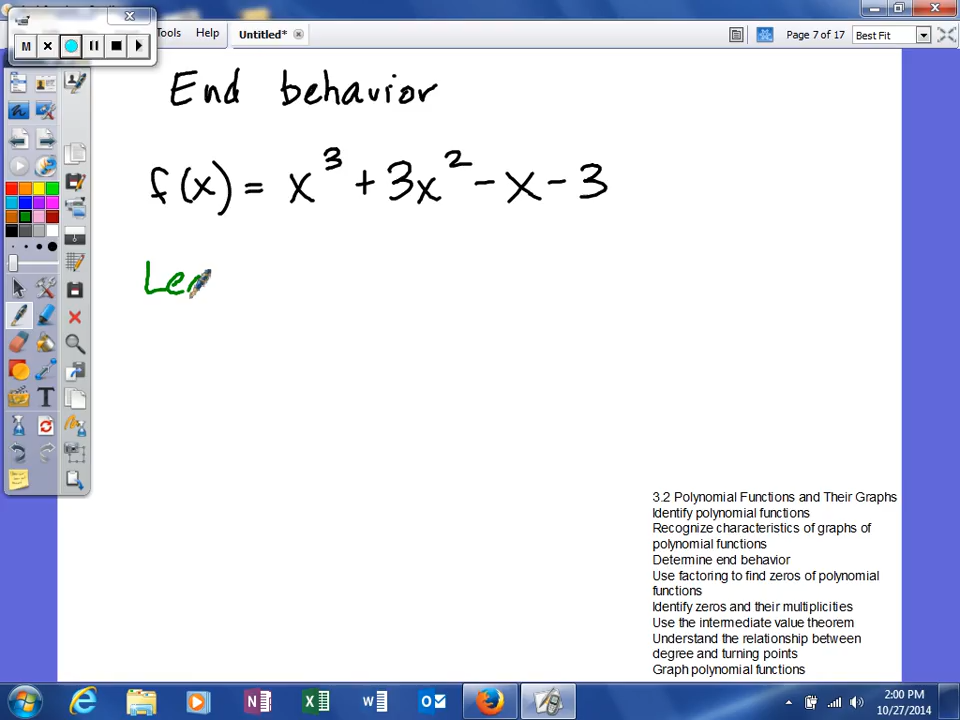 Tools Help Untitled* Page 7 of 17 Best Fit
M
End behavior
f(x) = x³ + 3x² - x - 3
Lea
3.2 Polynomial Functions and Their Graphs
Identify polynomial functions
Recognize characteristics of graphs of
polynomial functions
Determine end behavior
Use factoring to find zeros of polynomial
functions
Identify zeros and their multiplicities
Use the intermediate value theorem
Understand the relationship between
degree and turning points
Graph polynomial functions
2:00 PM
10/27/2014